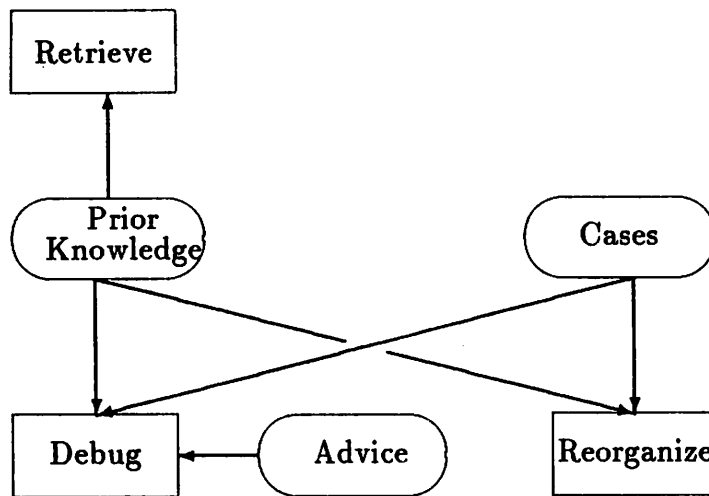 Retrieve
Prior
Knowledge
Cases
Debug
Advice
Reorganize